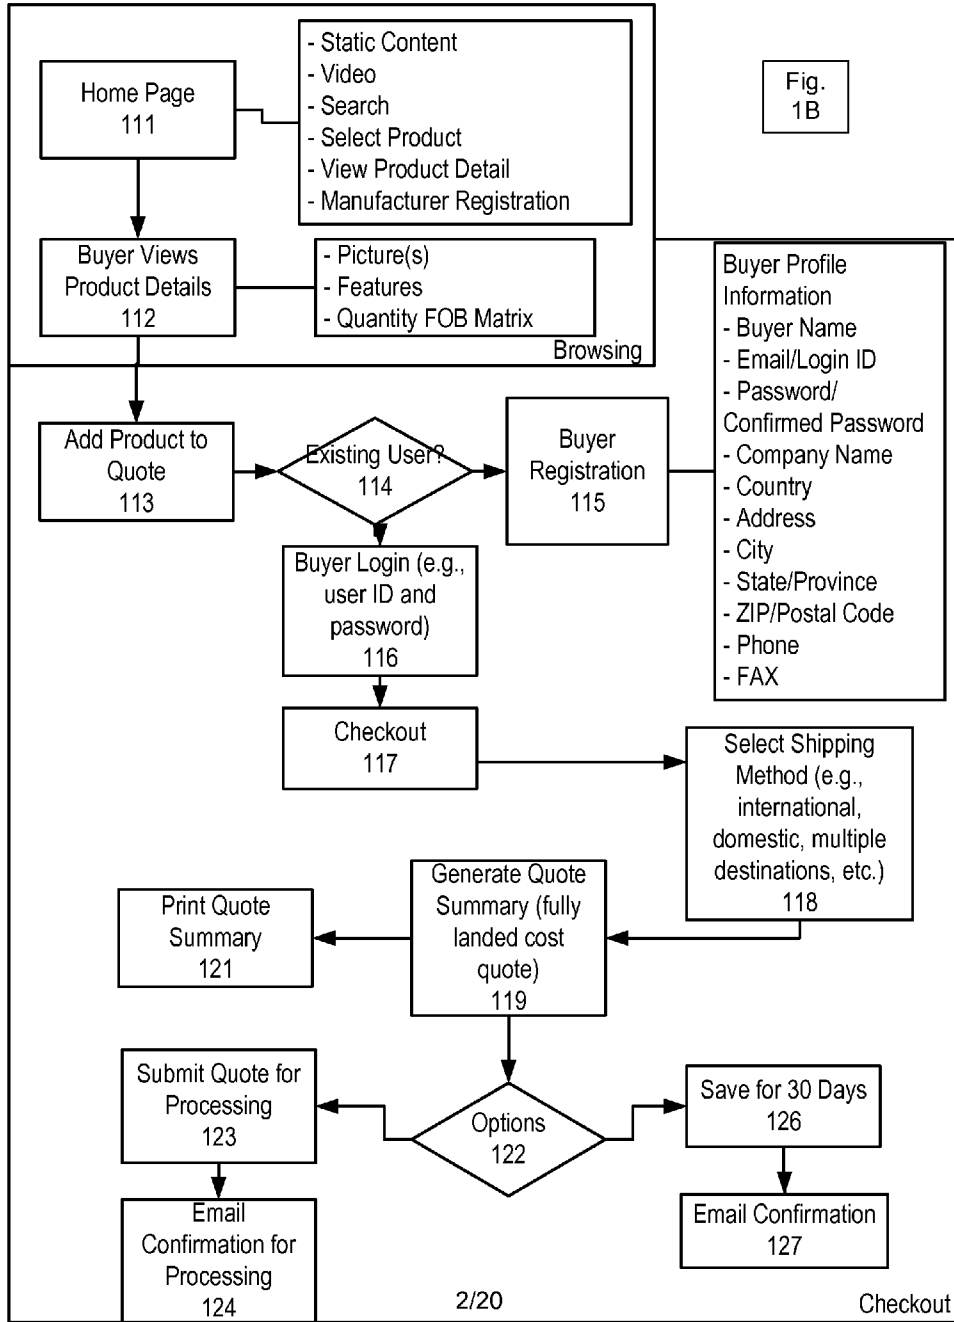 - Static Content
- Video
- Search
- Select Product
- View Product Detail
- Manufacturer Registration
Home Page
111
Fig.
1B
Buyer Views
Product Details
112
- Picture(s)
- Features
- Quantity FOB Matrix
Browsing
Buyer Profile
Information
- Buyer Name
- Email/Login ID
- Password/
Confirmed Password
- Company Name
- Country
- Address
- City
- State/Province
- ZIP/Postal Code
- Phone
- FAX
Add Product to
Quote
113
Existing User?
114
Buyer
Registration
115
Buyer Login (e.g.,
user ID and
password)
116
Checkout
117
Select Shipping
Method (e.g.,
international,
domestic, multiple
destinations, etc.)
118
Generate Quote
Summary (fully
landed cost
quote)
119
Print Quote
Summary
121
Options
122
Submit Quote for
Processing
123
Email
Confirmation for
Processing
124
Save for 30 Days
126
Email Confirmation
127
2/20
Checkout